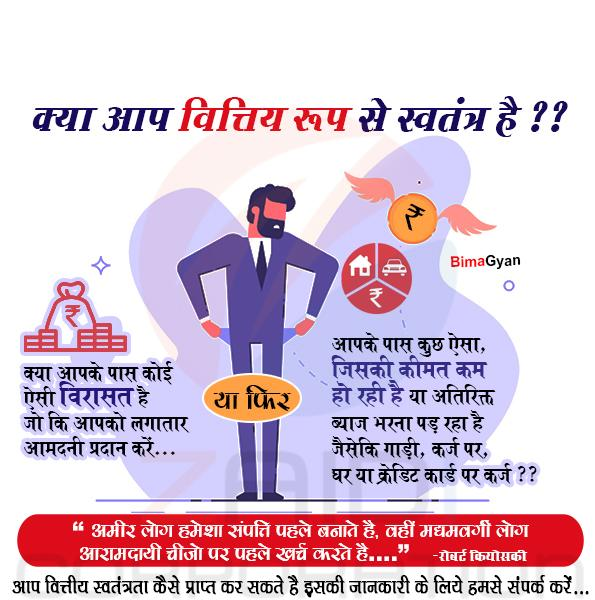 क्या आप वित्तिय रूप से स्वतंत्र है ??
₹
BimaGyan
₹
₹
क्या आपके पास कोई
ऐसी विरासत है
जो कि आपको लगातार
आमदनी प्रदान करें...
या फिर
आपके पास कुछ ऐसा,
जिसकी कीमत कम
हो रही है या अतिरिक्त
ब्याज भरना पड़ रहा है
जैसेकि गाड़ी, कर्ज पर,
घर या क्रेडिट कार्ड पर कर्ज ??
“ अमीर लोग हमेशा संपति पहले बनाते है, वहीं मद्यमवर्गी लोग
आरामदायी चीजो पर पहले खर्च करते है....” -रोबर्ट कियोसकी
आप वित्तीय स्वतंत्रता कैसे प्राप्त कर सकते है इसकी जानकारी के लिये हमसे संपर्क करें...